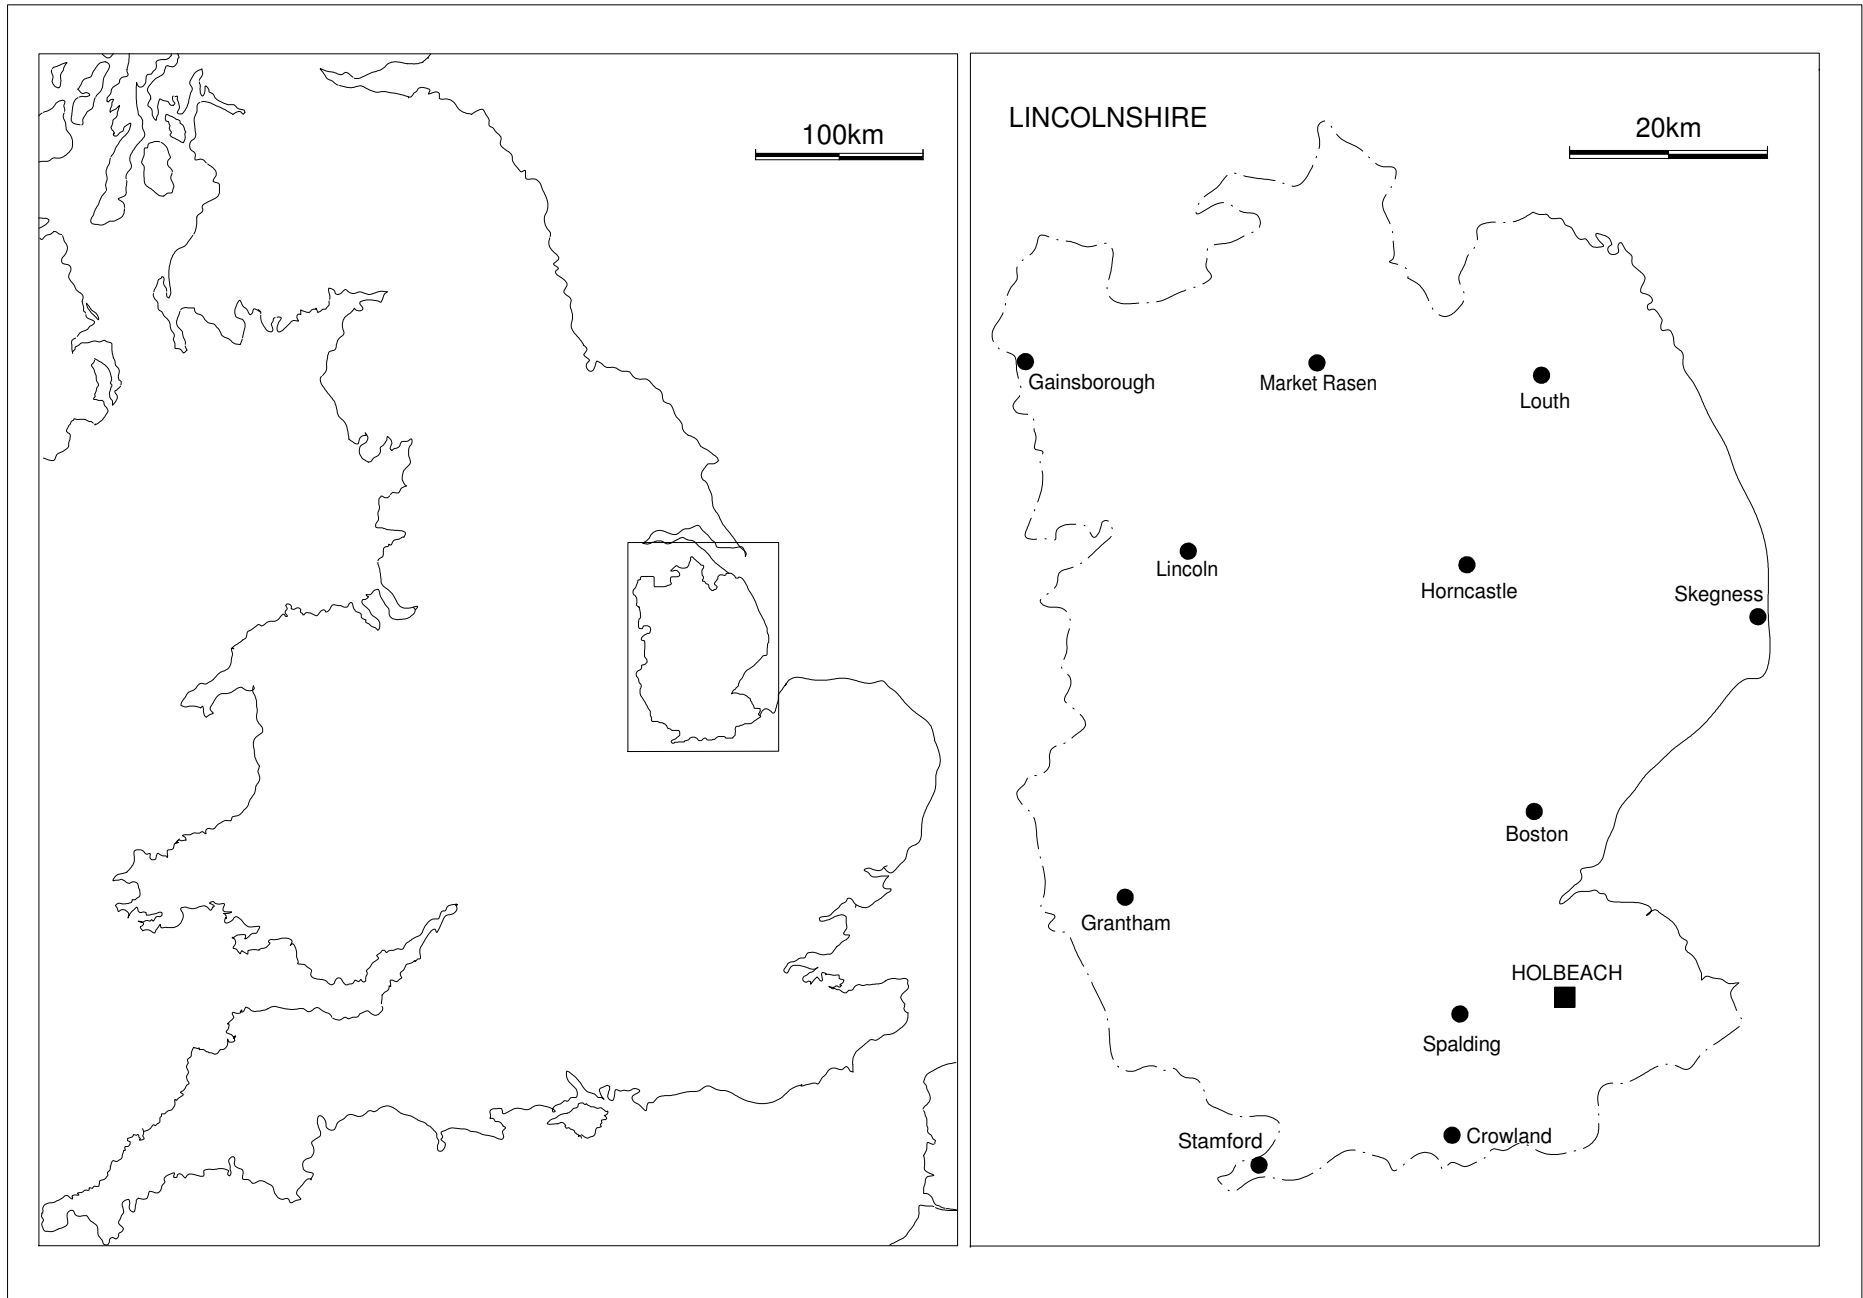 100km
LINCOLNSHIRE
20km
Gainsborough
Market Rasen
Louth
Lincoln
Horncastle
Skegness
Boston
Grantham
HOLBEACH
Spalding
Stamford
Crowland